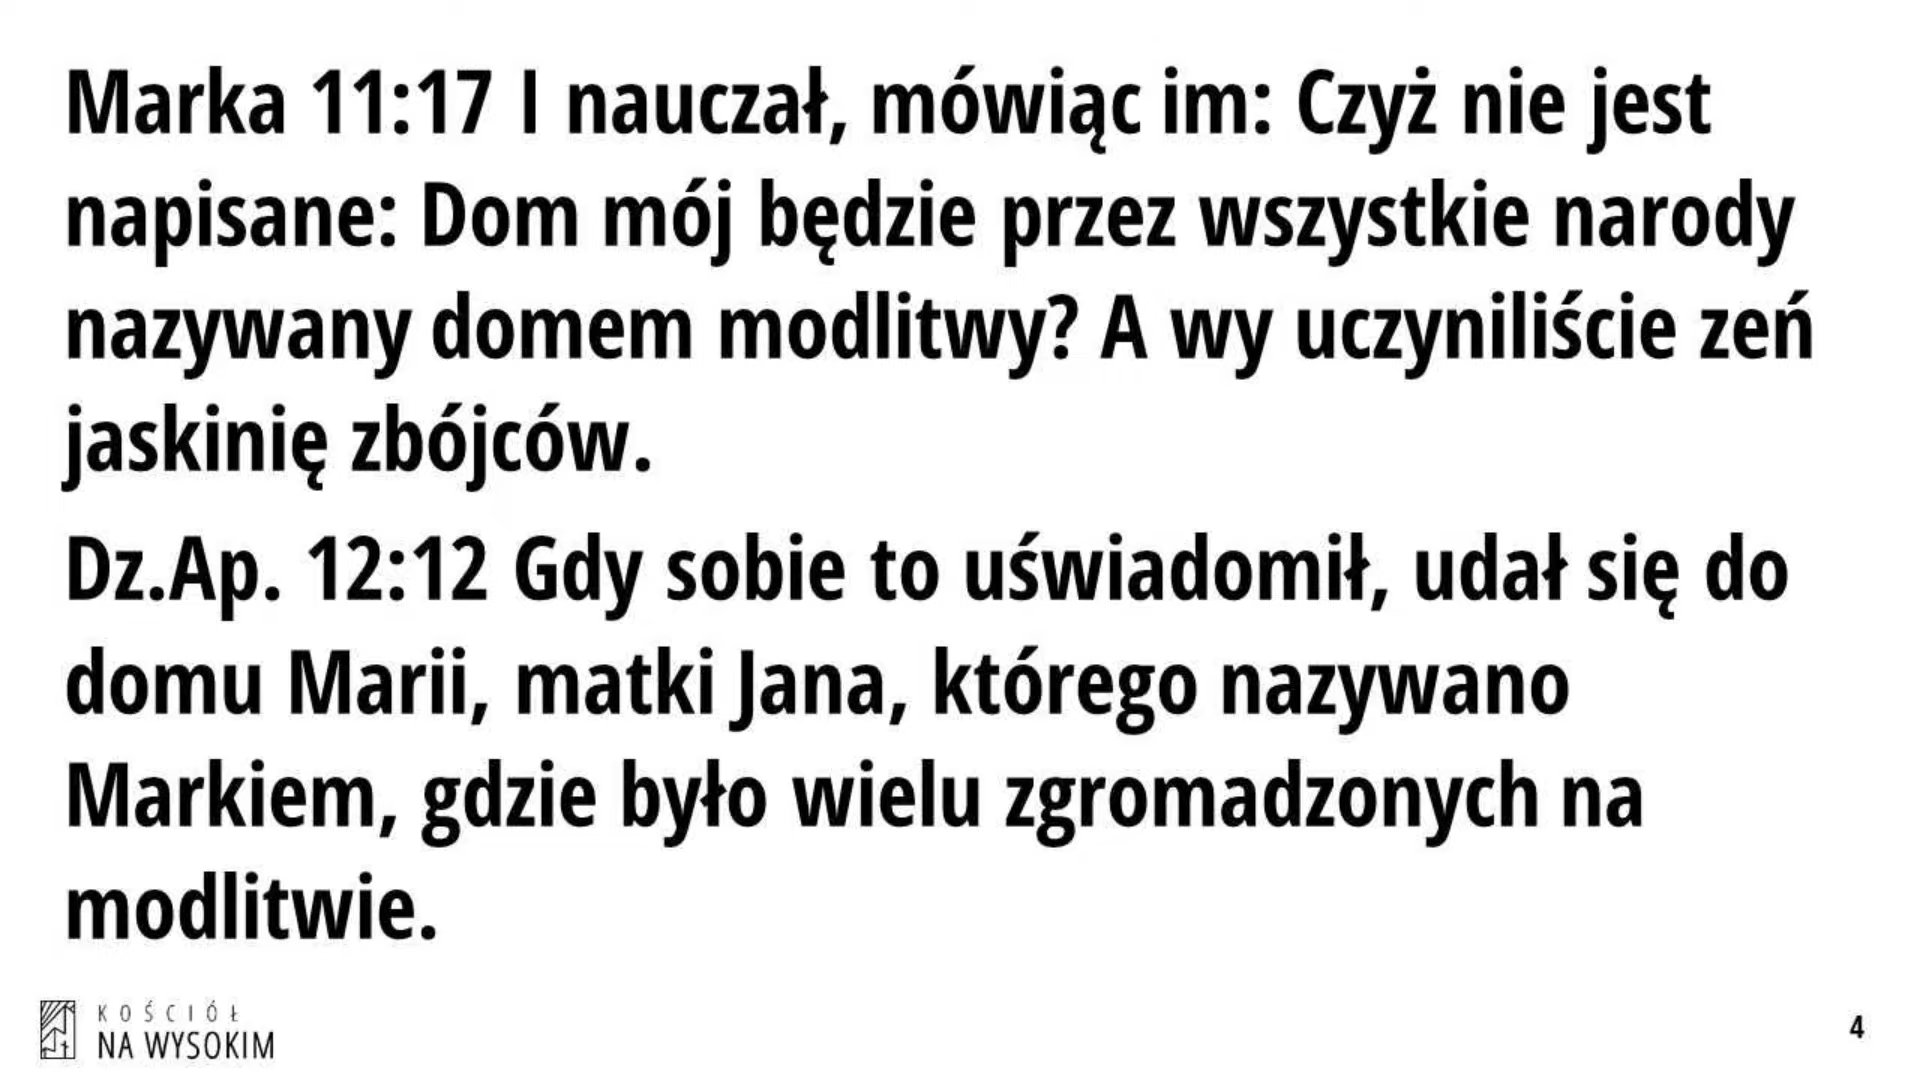 Marka 11:17 I nauczał, mówiąc im: Czyż nie jest
napisane: Dom mój będzie przez wszystkie narody
nazywany domem modlitwy? A wy uczyniliście zeń
jaskinię zbójców.
Dz.Ap. 12:12 Gdy sobie to uświadomił, udał się do
domu Marii, matki Jana, którego nazywano
Markiem, gdzie było wielu zgromadzonych na
modlitwie.
KOŚCIÓŁ
NA WYSOKIM
4